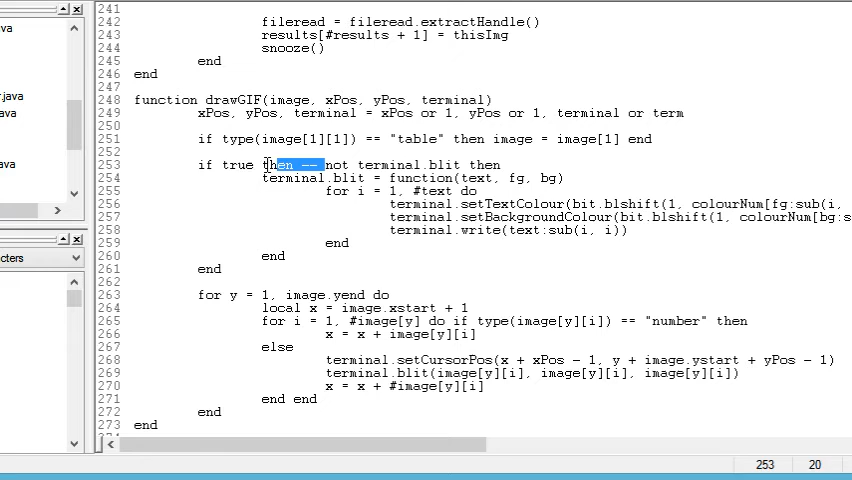 va
r.java
ava
ava
cters
241
242 fileread = fileread.extractHandle()
243 results[#results + 1] = thisImg
244 snooze()
245 end
246 end
247
248 function drawGIF(image, xPos, yPos, terminal)
249 xPos, yPos, terminal = xPos or 1, yPos or 1, terminal or term
250
251 if type(image[1][1]) == "table" then image = image[1] end
252
253 if true then -- not terminal.blit then
254 terminal.blit = function(text, fg, bg)
255 for i = 1, #text do
256 terminal.setTextColour(bit.blshift(1, colourNum[fg:sub(i,
257 terminal.setBackgroundColour(bit.blshift(1, colourNum[bg:s
258 terminal.write(text:sub(i, i))
259 end
260 end
261 end
262
263 for y = 1, image.yend do
264 local x = image.xstart + 1
265 for i = 1, #image[y] do if type(image[y][i]) == "number" then
266 x = x + image[y][i]
267 else
268 terminal.setCursorPos(x + xPos - 1, y + image.ystart + yPos - 1)
269 terminal.blit(image[y][i], image[y][i], image[y][i])
270 x = x + #image[y][i]
271 end end
272 end
273 end
253 20